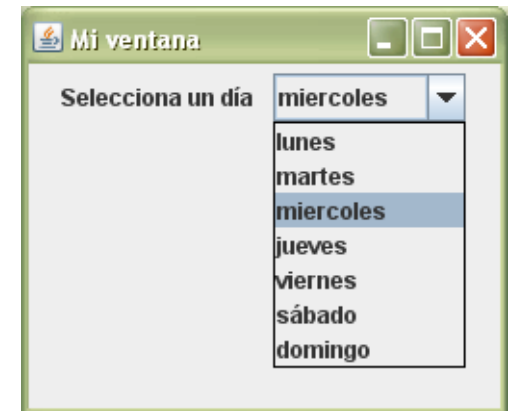 Mi ventana
Selecciona un día miercoles
lunes
martes
miercoles
jueves
viernes
sábado
domingo